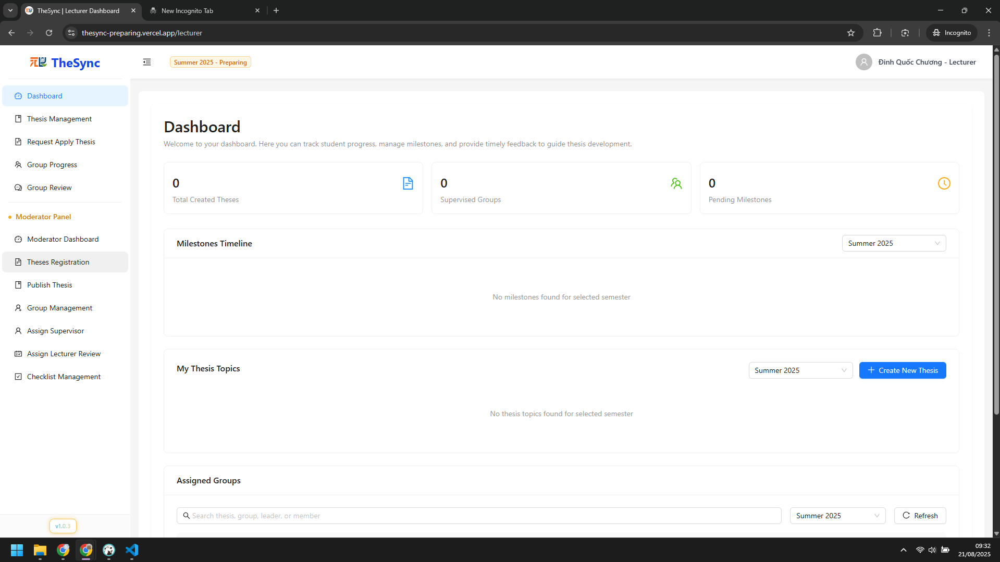 TheSync | Lecturer Dashboard
New Incognito Tab
thesync-preparing.vercel.app/lecturer
Incognito
TheSync
Summer 2025 - Preparing
Đinh Quốc Chương - Lecturer
Dashboard
Thesis Management
Request Apply Thesis
Group Progress
Group Review
Moderator Panel
Moderator Dashboard
Theses Registration
Publish Thesis
Group Management
Assign Supervisor
Assign Lecturer Review
Checklist Management
v1.0.3
Dashboard
Welcome to your dashboard. Here you can track student progress, manage milestones, and provide timely feedback to guide thesis development.
0
Total Created Theses
0
Supervised Groups
0
Pending Milestones
Milestones Timeline
Summer 2025
No milestones found for selected semester
My Thesis Topics
Summer 2025
Create New Thesis
No thesis topics found for selected semester
Assigned Groups
Search thesis, group, leader, or member
Summer 2025
Refresh
09:32
21/08/2025